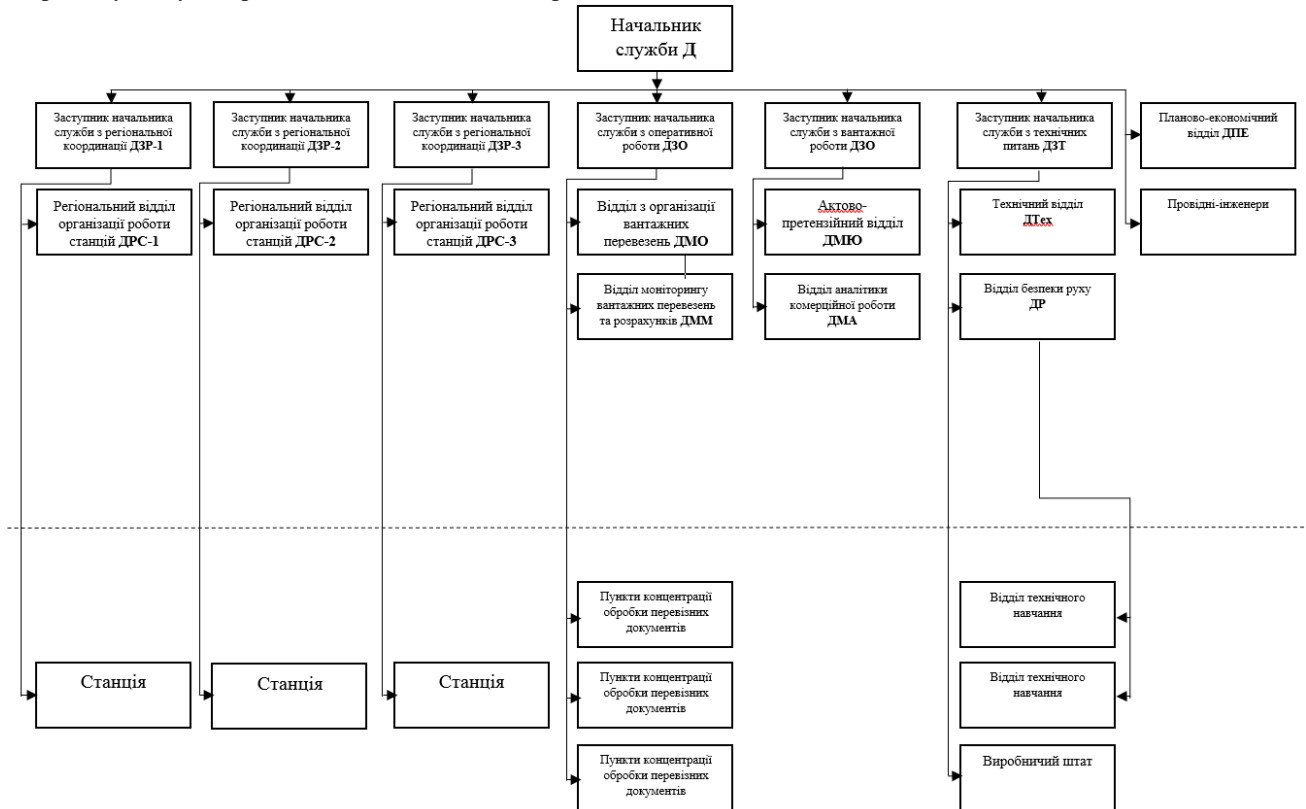 Начальник
служби Д
Заступник начальника
служби з регіональної
координації ДЗР-1
Заступник начальника
служби з регіональної
координації ДЗР-2
Заступник начальника
служби з регіональної
координації ДЗР-3
Заступник начальника
служби з оперативної
роботи ДЗО
Заступник начальника
служби з вантажної
роботи ДЗО
Заступник начальника
служби з технічних
питань ДЗТ
Планово-економічний
відділ ДПЕ
Регіональний відділ
організації роботи
станцій ДРС-1
Регіональний відділ
організації роботи
станцій ДРС-2
Регіональний відділ
організації роботи
станцій ДРС-3
Відділ з організації
вантажних
перевезень ДМО
Актово-
претензійний відділ
ДМЮ
Технічний відділ
ДТех
Провідні-інженери
Відділ моніторингу
вантажних перевезень
та розрахунків ДММ
Відділ аналітики
комерційної роботи
ДМА
Відділ безпеки руху
ДР
Пункти концентрації
обробки перевізних
документів
Відділ технічного
навчання
Станція
Станція
Станція
Пункти концентрації
обробки перевізних
документів
Відділ технічного
навчання
Пункти концентрації
обробки перевізних
документів
Виробничий штат